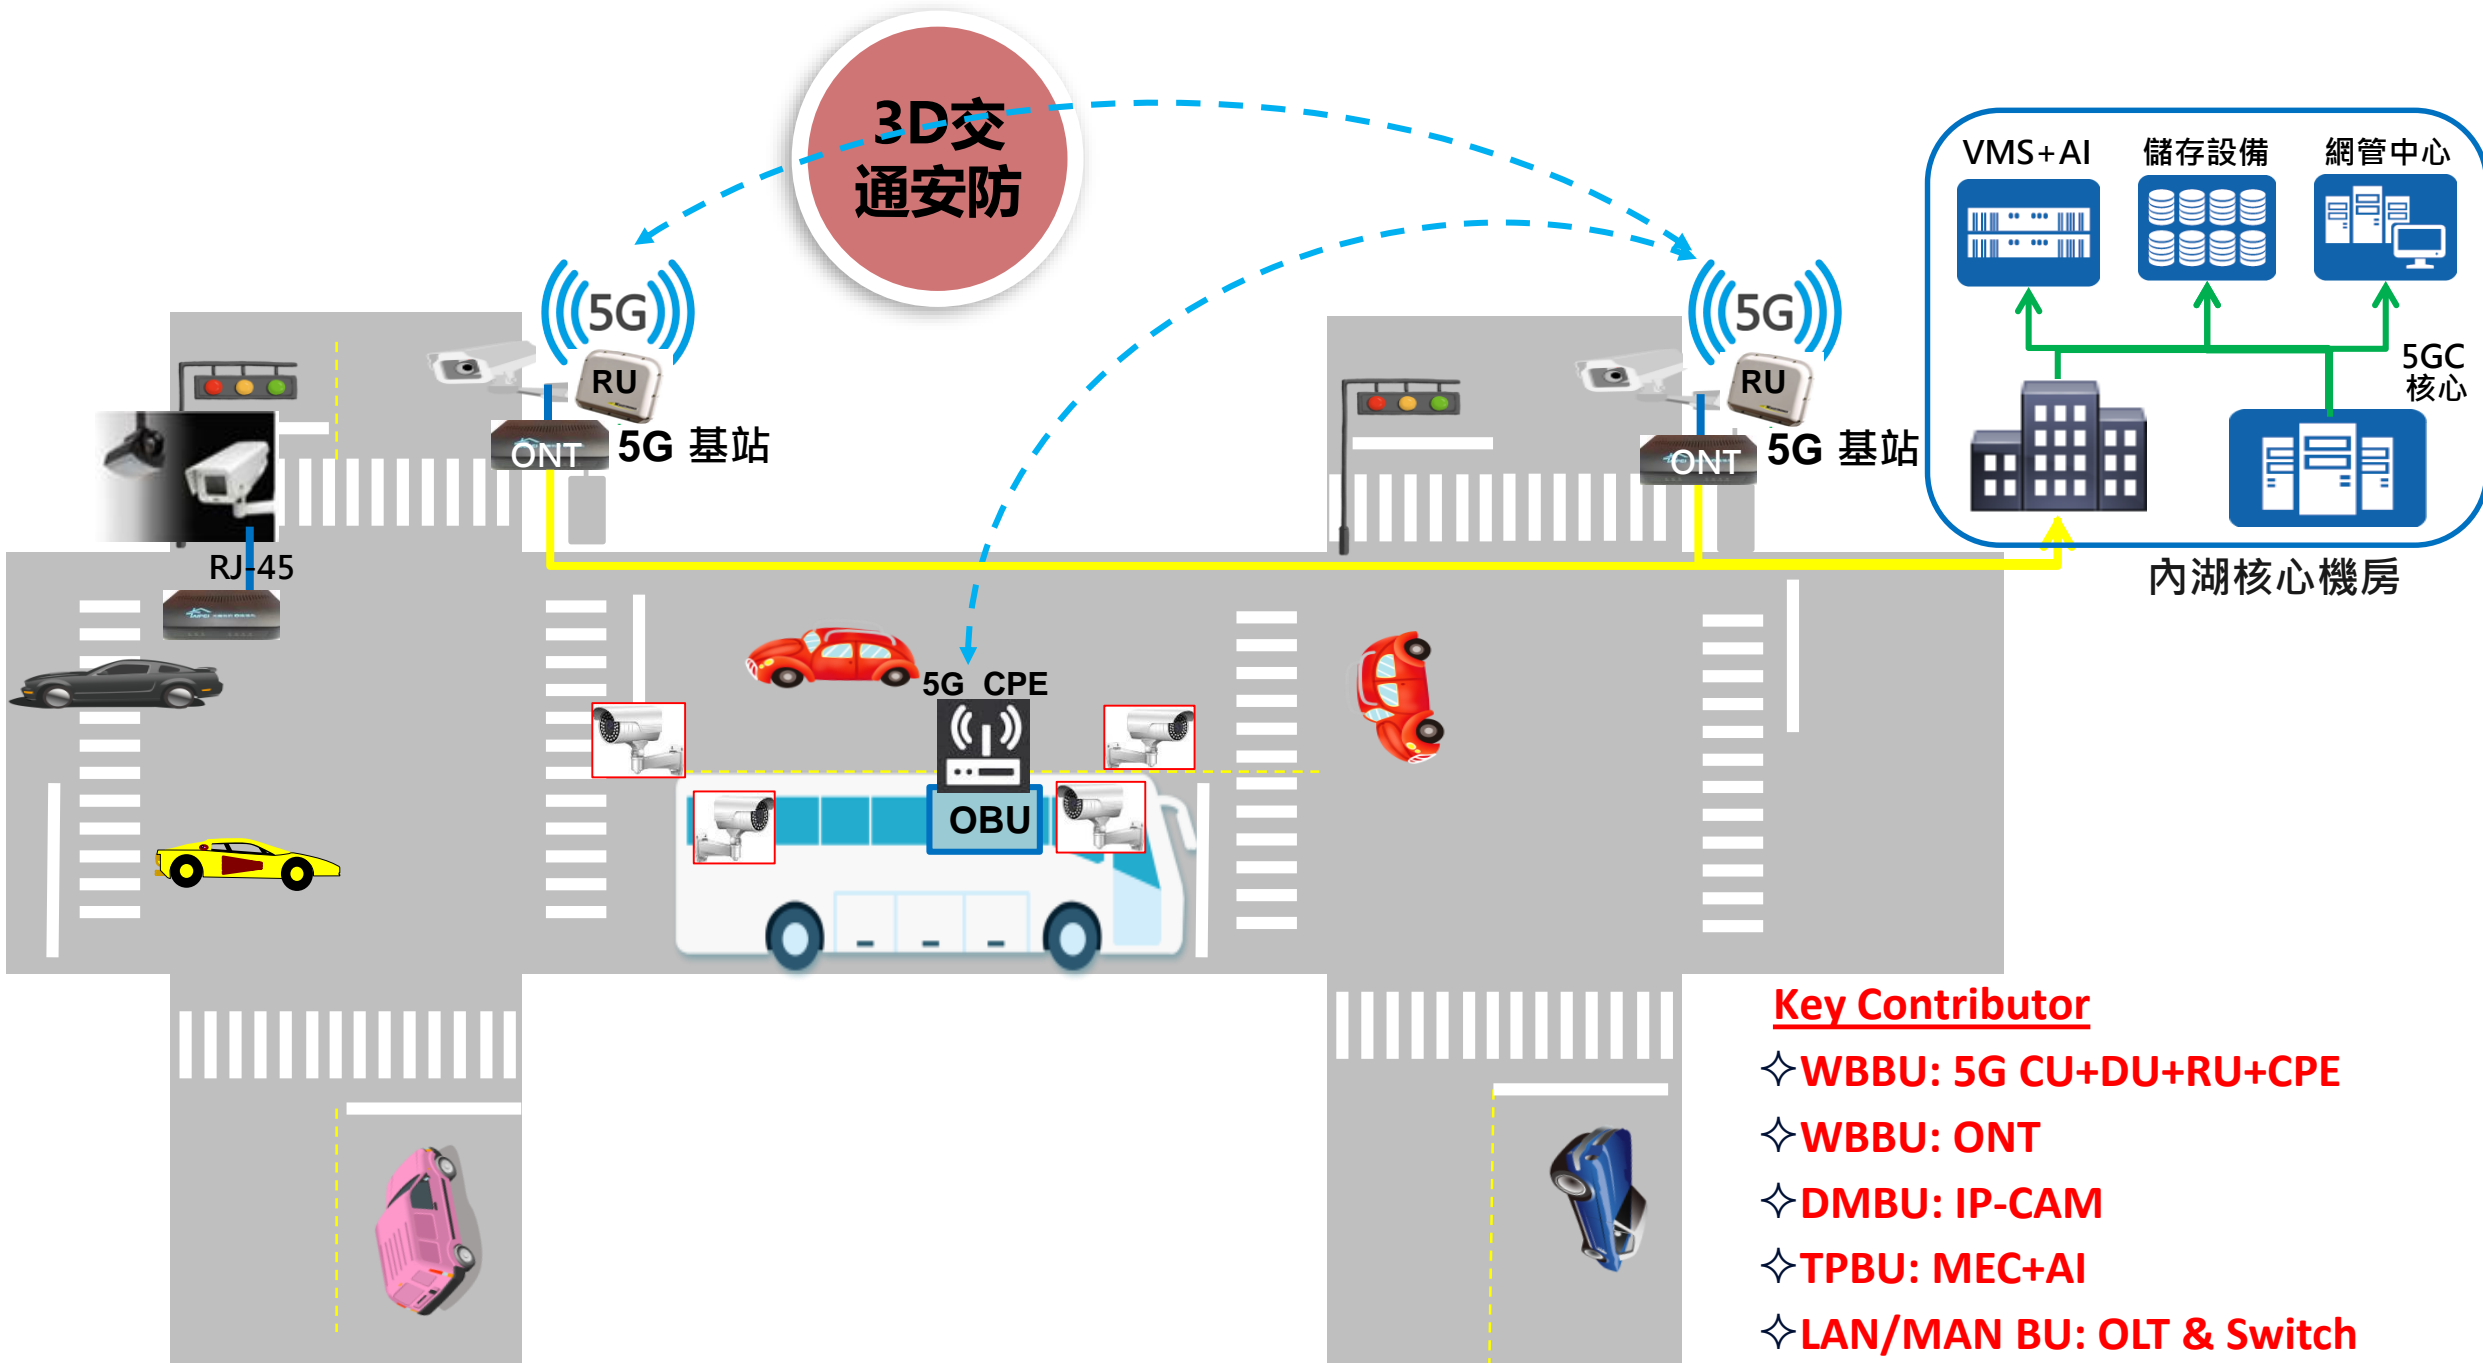 3D交
通安防
VMS+AI
儲存設備
網管中心
5G
5G
5GC
核心
RU
RU
ONT
5G 基站
ONT
5G 基站
RJ-45
內湖核心機房
5G CPE
OBU
Key Contributor
WBBU: 5G CU+DU+RU+CPE
WBBU: ONT
DMBU: IP-CAM
TPBU: MEC+AI
LAN/MAN BU: OLT & Switch